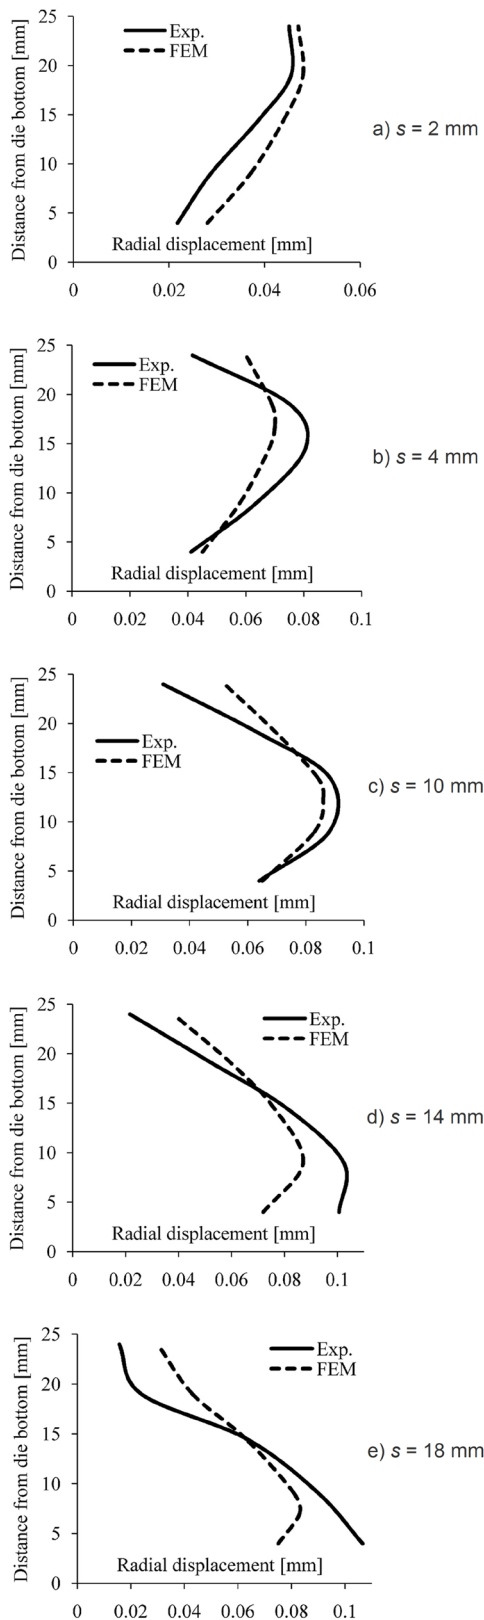 Distance from die bottom [mm]
25
20
15
10
5
0
Exp.
FEM
Radial displacement [mm]
0
0.02
0.04
0.06
a) s = 2 mm
Distance from die bottom [mm]
25
20
15
10
5
0
Exp.
FEM
Radial displacement [mm]
0
0.02
0.04
0.06
0.08
0.1
b) s = 4 mm
Distance from die bottom [mm]
25
20
15
10
5
0
Exp.
FEM
Radial displacement [mm]
0
0.02
0.04
0.06
0.08
0.1
c) s = 10 mm
Distance from die bottom [mm]
25
20
15
10
5
0
Exp.
FEM
Radial displacement [mm]
0
0.02
0.04
0.06
0.08
0.1
d) s = 14 mm
Distance from die bottom [mm]
25
20
15
10
5
0
Exp.
FEM
Radial displacement [mm]
0
0.02
0.04
0.06
0.08
0.1
e) s = 18 mm